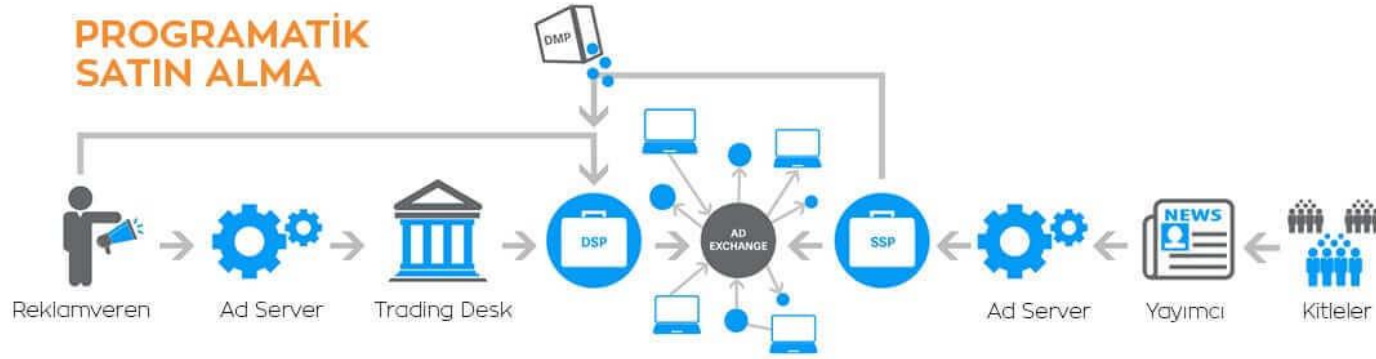 PROGRAMATİK
SATIN ALMA
DMP
NEWS
DSP
AD
EXCHANGE
SSP
Reklamveren
Ad Server
Trading Desk
Ad Server
Yayımcı
Kitleler